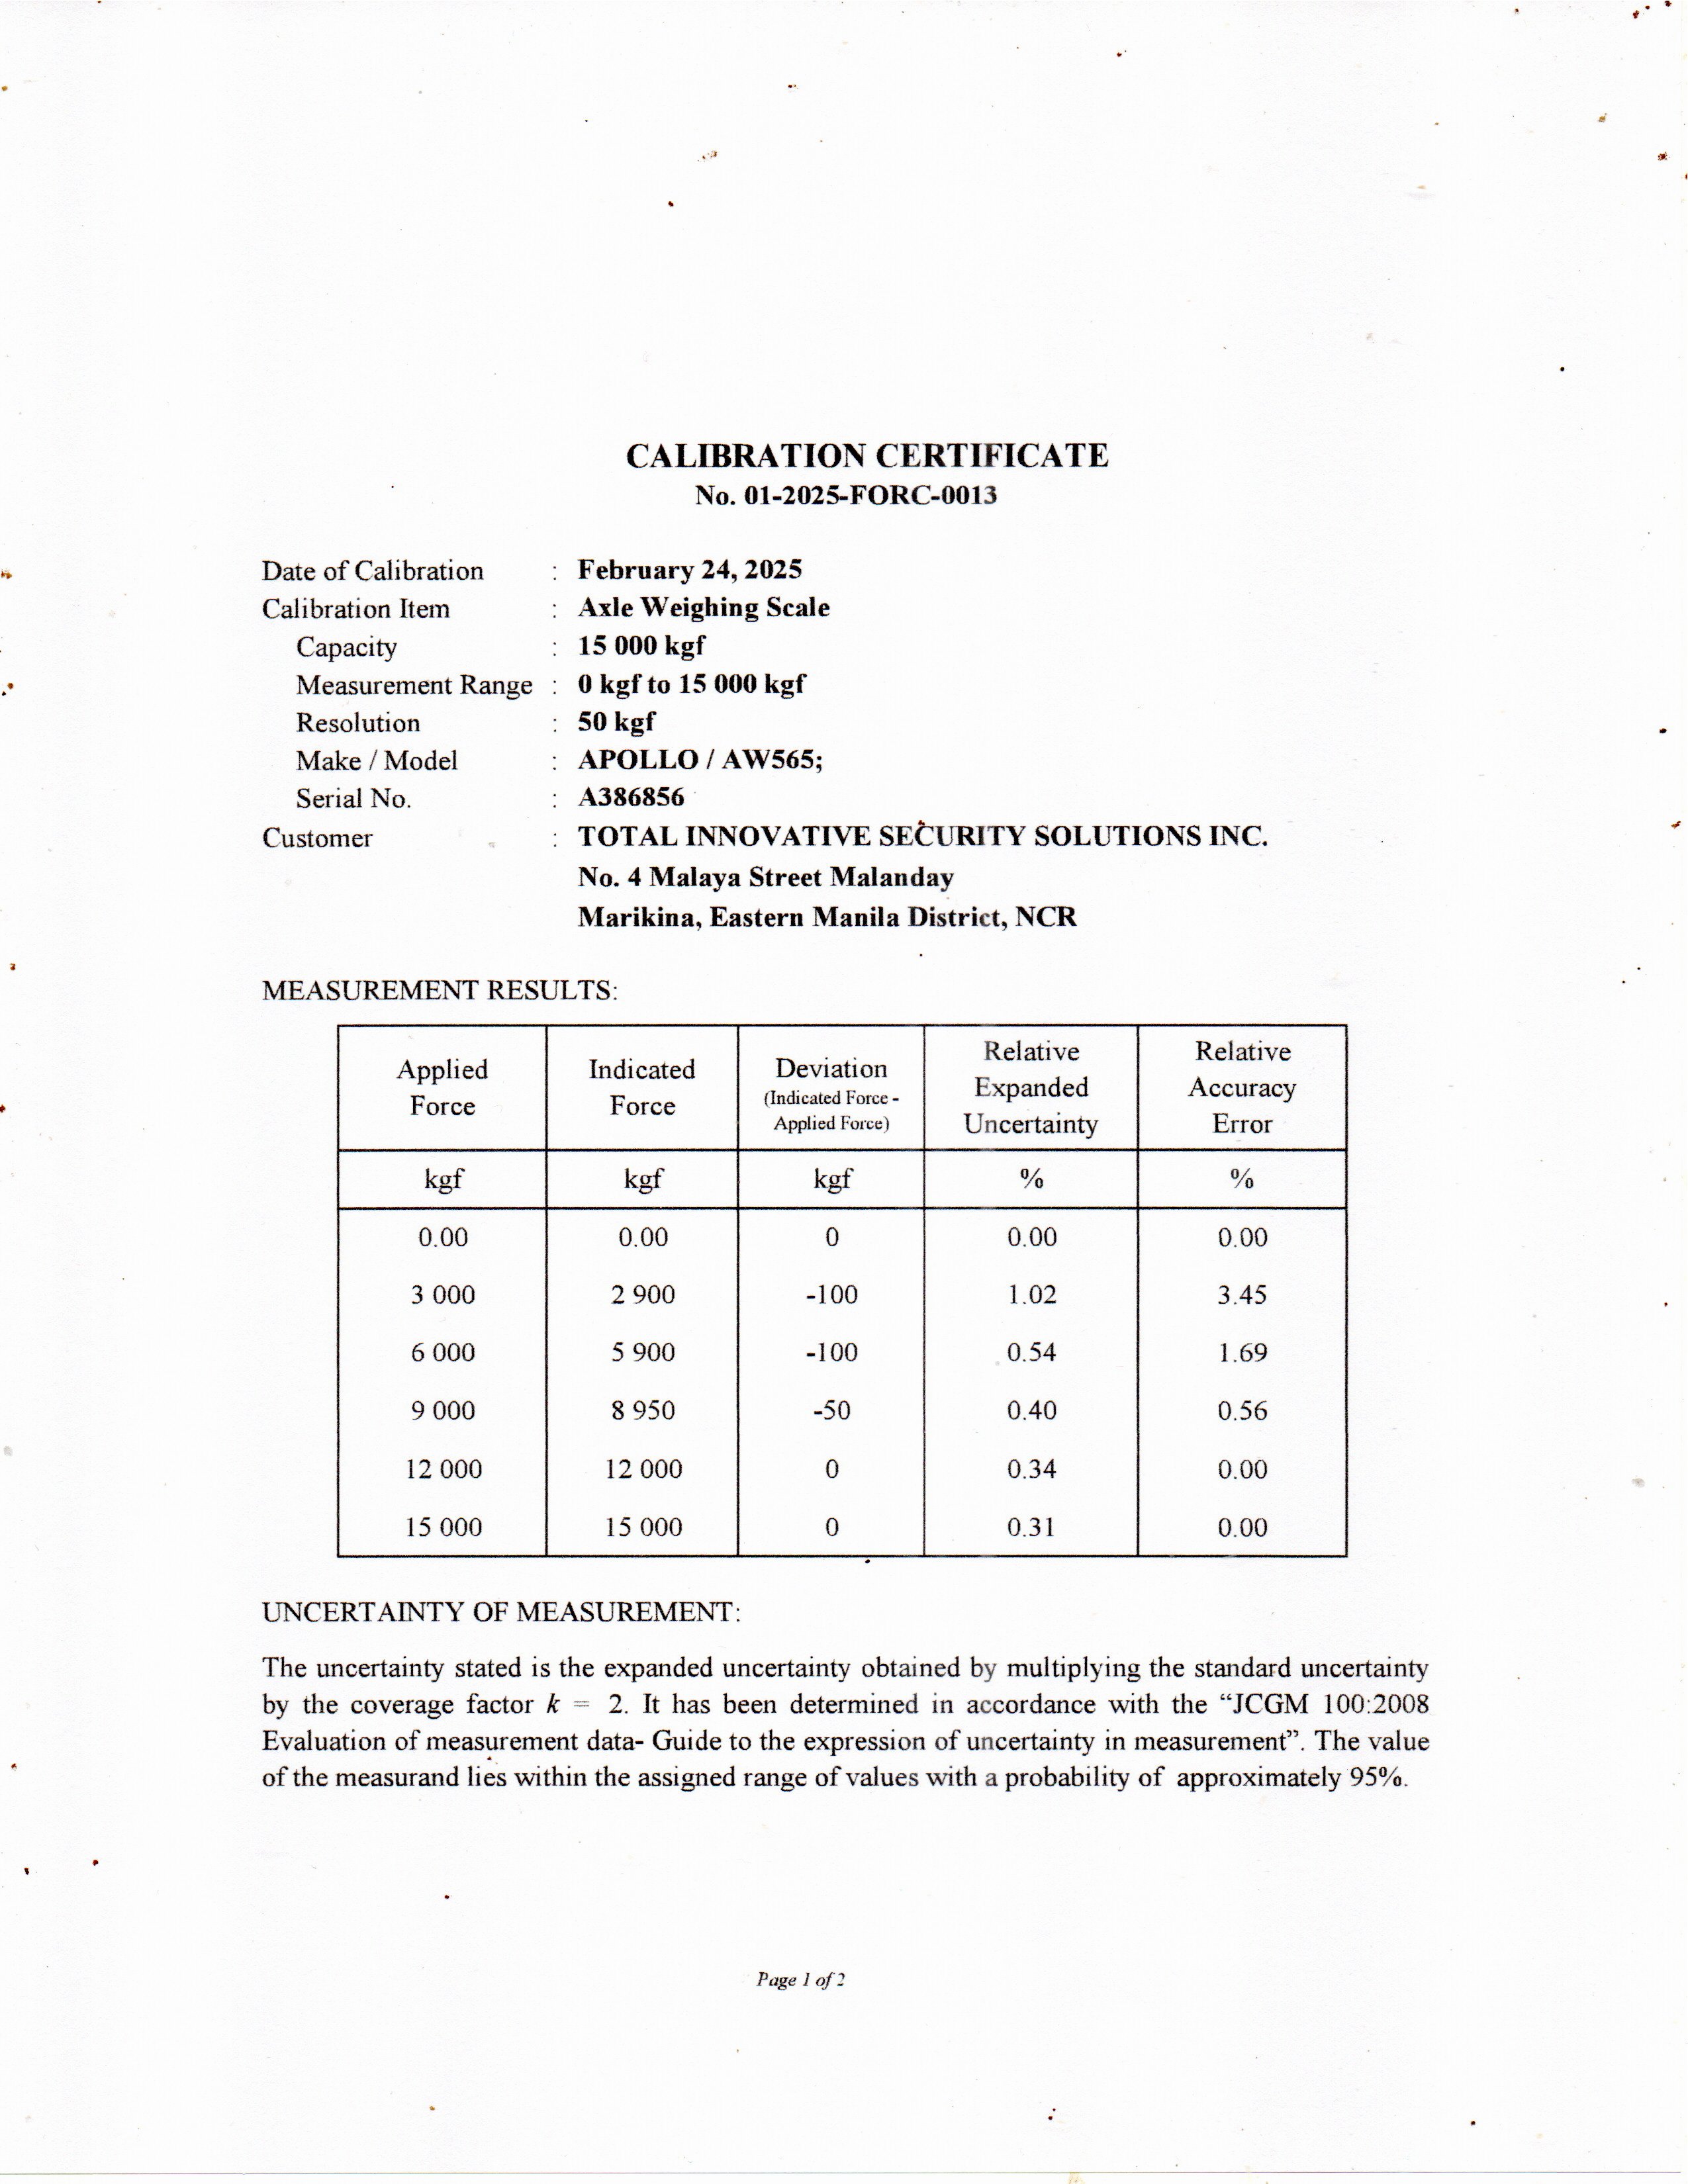 CALIBRATION CERTIFICATE
No. 01-2025-FORC-0013
Date of Calibration : February 24, 2025
Calibration Item : Axle Weighing Scale
Capacity : 15 000 kgf
Measurement Range : 0 kgf to 15 000 kgf
Resolution : 50 kgf
Make / Model : APOLLO / AW565;
Serial No. : A386856
Customer : TOTAL INNOVATIVE SECURITY SOLUTIONS INC.
No. 4 Malaya Street Malanday
Marikina, Eastern Manila District, NCR
MEASUREMENT RESULTS:
Applied Force Indicated Force Deviation (Indicated Force - Applied Force) Relative Expanded Uncertainty Relative Accuracy Error
kgf kgf kgf % %
0.00 0.00 0 0.00 0.00
3 000 2 900 -100 1.02 3.45
6 000 5 900 -100 0.54 1.69
9 000 8 950 -50 0.40 0.56
12 000 12 000 0 0.34 0.00
15 000 15 000 0 0.31 0.00
UNCERTAINTY OF MEASUREMENT:
The uncertainty stated is the expanded uncertainty obtained by multiplying the standard uncertainty
by the coverage factor k = 2. It has been determined in accordance with the “JCGM 100:2008
Evaluation of measurement data- Guide to the expression of uncertainty in measurement”. The value
of the measurand lies within the assigned range of values with a probability of approximately 95%.
Page 1 of 2